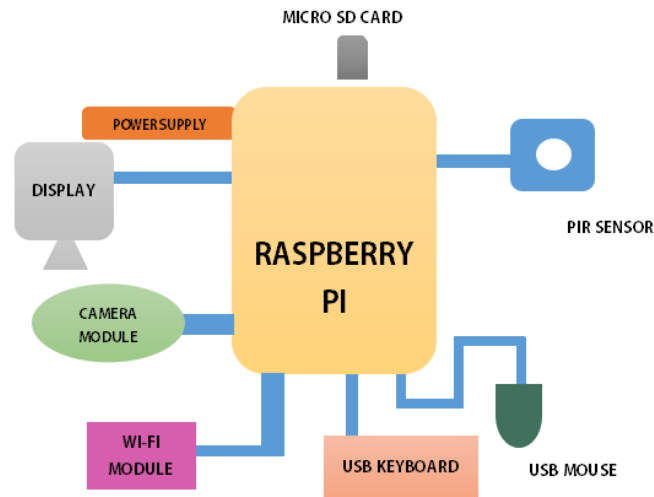 MICRO SD CARD
POWERSUPPLY
DISPLAY
PIR SENSOR
RASPBERRY
PI
CAMERA
MODULE
WI-FI
MODULE
USB KEYBOARD
USB MOUSE